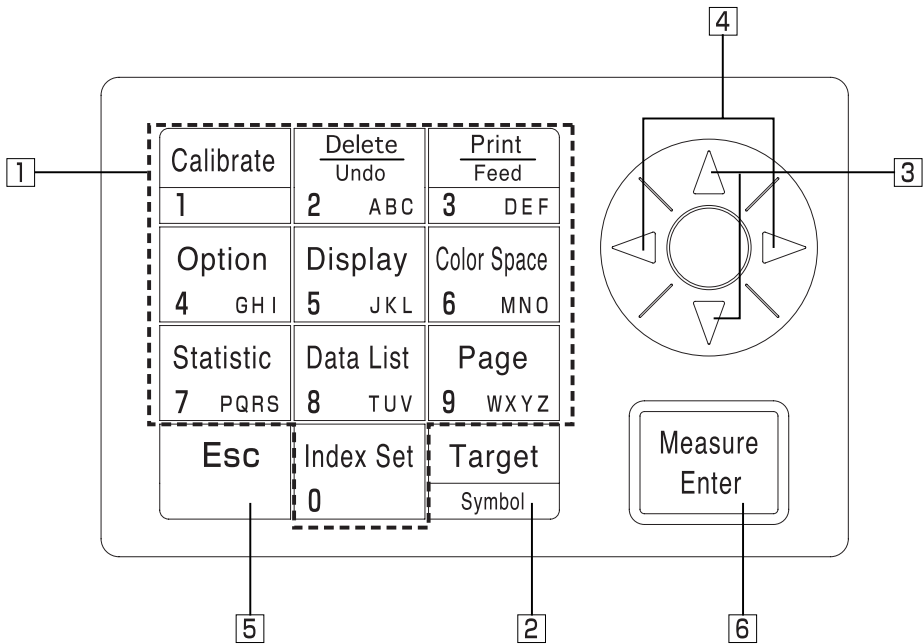 4
1
3
Calibrate
1
Delete
Undo
2 ABC
Print
Feed
3 DEF
Option
4 GHI
Display
5 JKL
Color Space
6 MNO
Statistic
7 PQRS
Data List
8 TUV
Page
9 WXYZ
Esc
Index Set
0
Target
Symbol
Measure
Enter
5
2
6